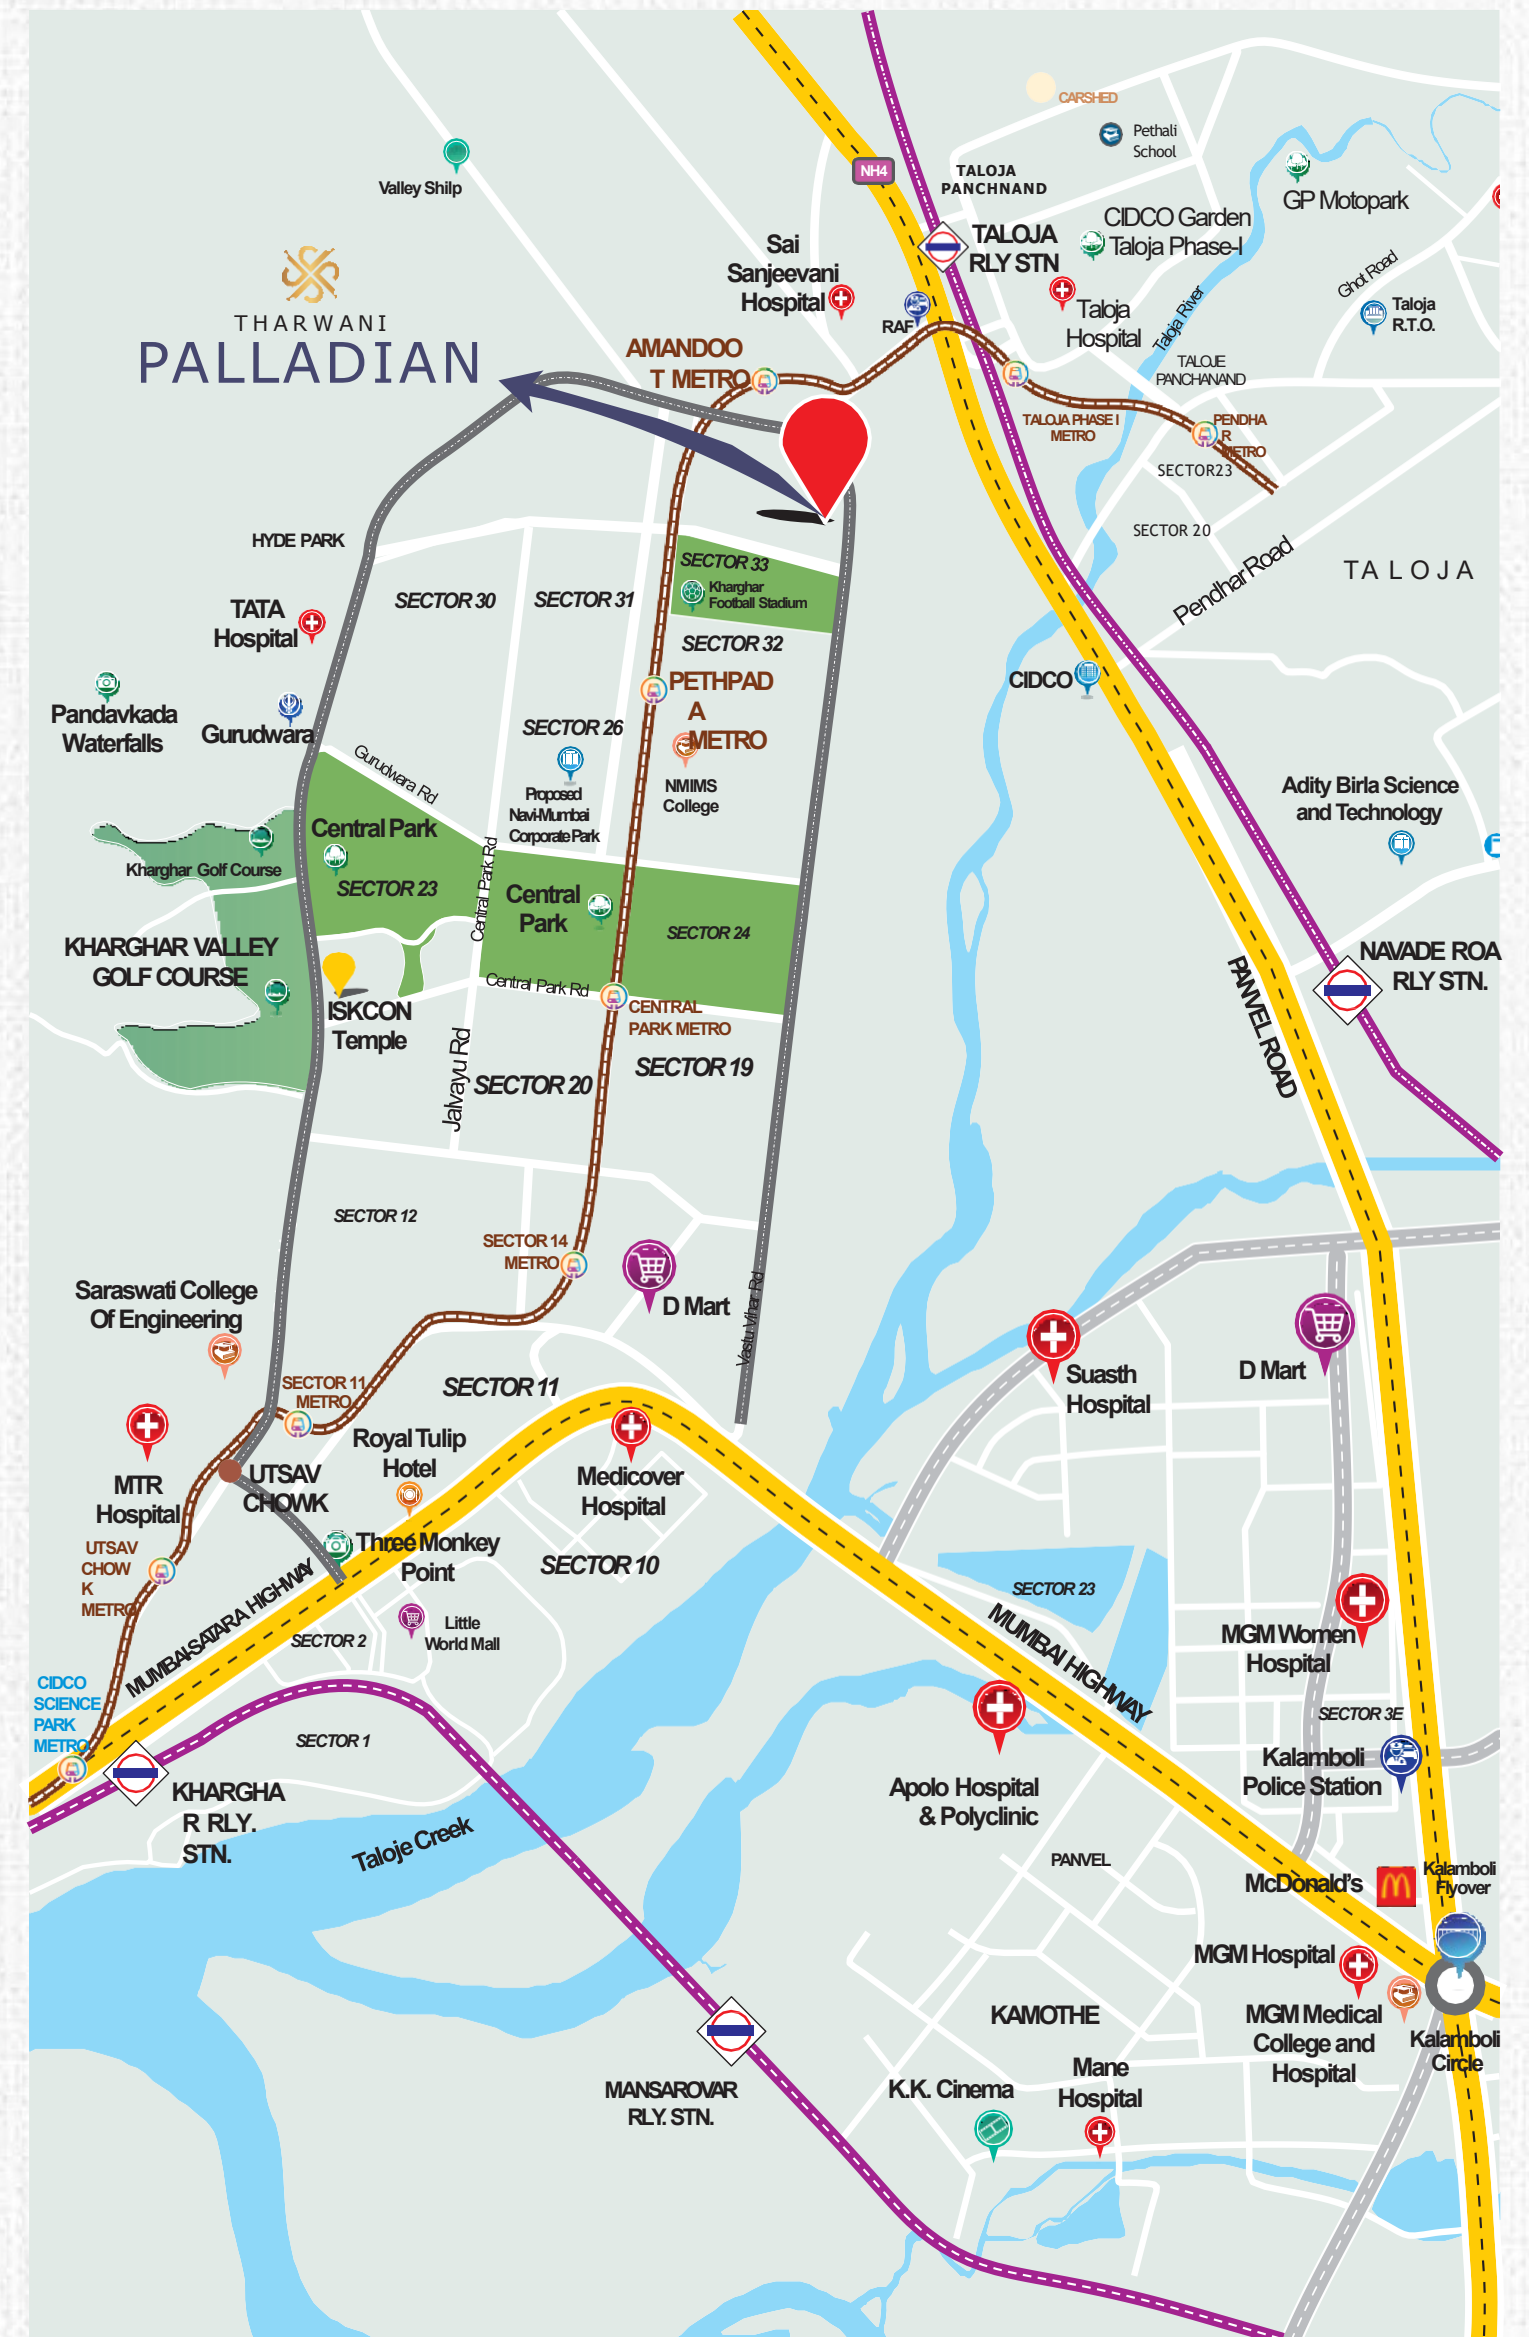 CARSHED
Pethali
School
NH4
TALOJA
PANCHNAND
Valley Shilp
GP Motopark
CIDCO Garden
Taloja Phase-I
TALOJA
RLY STN
Sai
Sanjeevani
Hospital
Ghot Road
Taloja
R.T.O.
Taloja River
Taloja
Hospital
RAF
THARWANI
PALLADIAN
AMANDOO
T METRO
TALOJE
PANCHANAND
TALOJA PHASE I
METRO
PENDHA
R
METRO
SECTOR23
SECTOR 20
HYDE PARK
Pendhar Road
TALOJA
SECTOR 33
Kharghar
Football Stadium
SECTOR 30
SECTOR 31
TATA
Hospital
SECTOR 32
CIDCO
PETHPAD
A
METRO
Pandavkada
Waterfalls
Gurudwara
SECTOR 26
Gurudwara Rd
Proposed
Navi-Mumbai
Corporate Park
NMIMS
College
Adity Birla Science
and Technology
Central Park
Kharghar Golf Course
SECTOR 23
Central Park Rd
Central
Park
SECTOR 24
KHARGHAR VALLEY
GOLF COURSE
NAVADE ROA
RLY STN.
PANVEL ROAD
Central Park Rd
ISKCON
Temple
CENTRAL
PARK METRO
Jalvayu Rd
SECTOR 20
SECTOR 19
SECTOR 12
SECTOR 14
METRO
Saraswati College
Of Engineering
D Mart
Vastu Vihar Rd
Suasth
Hospital
D Mart
SECTOR 11
METRO
SECTOR 11
Royal Tulip
Hotel
MTR
Hospital
UTSAV
CHOWK
Medicover
Hospital
UTSAV
CHOW
K
METRO
Three Monkey
Point
SECTOR 10
MUMBAI-SATARA HIGHWAY
SECTOR 23
MUMBAI HIGHWAY
Little
World Mall
SECTOR 2
MGM Women
Hospital
CIDCO
SCIENCE
PARK
METRO
SECTOR 1
SECTOR 3E
Kalamboli
Police Station
KHARGHA
R RLY.
STN.
Apolo Hospital
& Polyclinic
Taloje Creek
PANVEL
McDonald's
Kalamboli
Flyover
MGM Hospital
KAMOTHE
MGM Medical
College and
Hospital
Kalamboli
Circle
MANSAROVAR
RLY. STN.
K.K. Cinema
Mane
Hospital